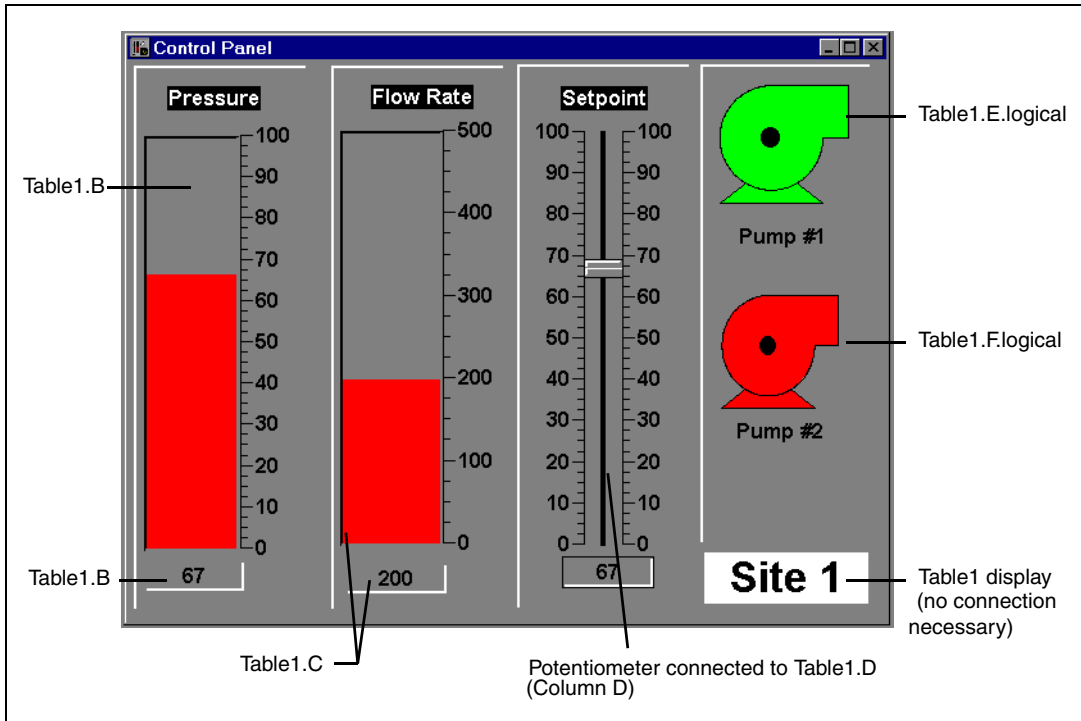 Control Panel
Pressure
Flow Rate
Setpoint
100
90
80
70
60
50
40
30
20
10
0
500
400
300
200
100
0
100
90
80
70
60
50
40
30
20
10
0
100
90
80
70
60
50
40
30
20
10
0
67
200
67
Pump #1
Pump #2
Site 1
Table1.B
Table1.B
Table1.C
Table1.E.logical
Table1.F.logical
Table1 display
(no connection
necessary)
Potentiometer connected to Table1.D
(Column D)